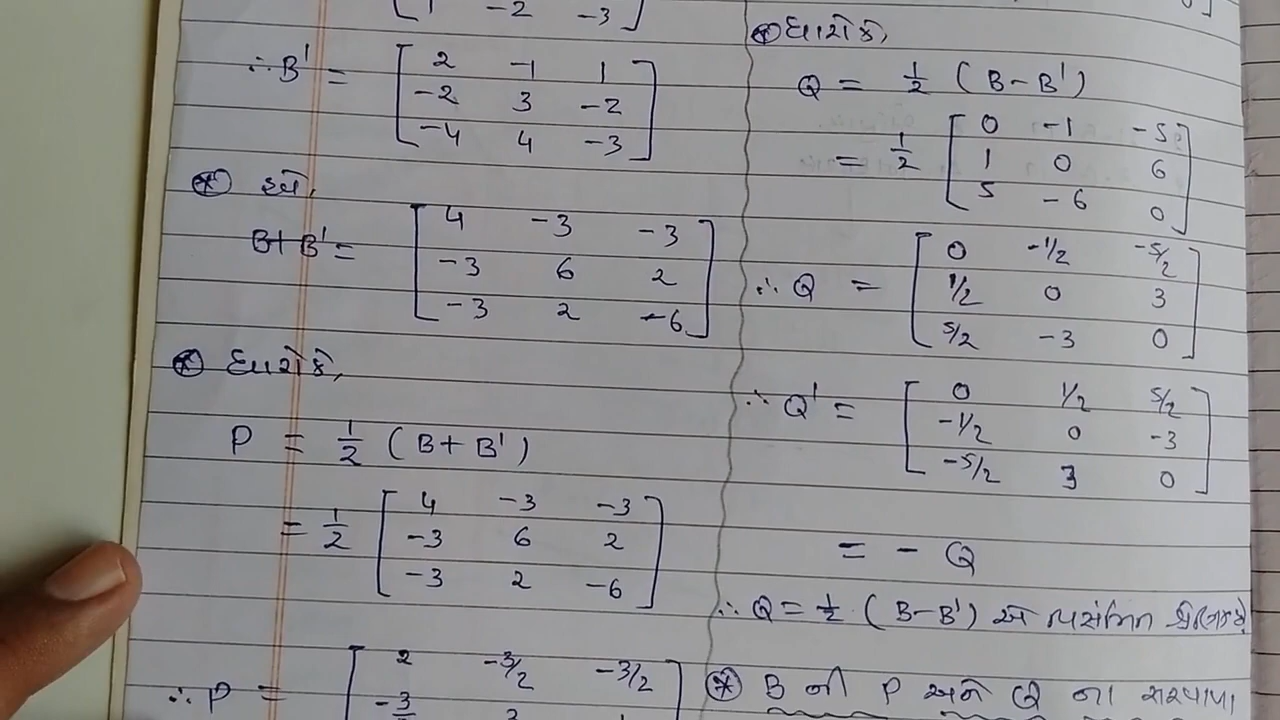 [1 -2 -3]
∴ B' = [2 -1 1
-2 3 -2
-4 4 -3]
⊛ હવે,
B+B' = [4 -3 -3
-3 6 2
-3 2 -6]
⊛ ધારોકે,
P = 1/2 (B+B')
= 1/2 [4 -3 -3
-3 6 2
-3 2 -6]
∴ P = [2 -3/2 -3/2
⊛ ધારોકે,
Q = 1/2 (B-B')
= 1/2 [0 -1 -5
1 0 6
5 -6 0]
∴ Q = [0 -1/2 -5/2
1/2 0 3
5/2 -3 0]
∴ Q' = [0 1/2 5/2
-1/2 0 -3
-5/2 3 0]
= - Q
∴ Q = 1/2 (B-B') એ
⊛ B ની P અને Q ના સરવાળા